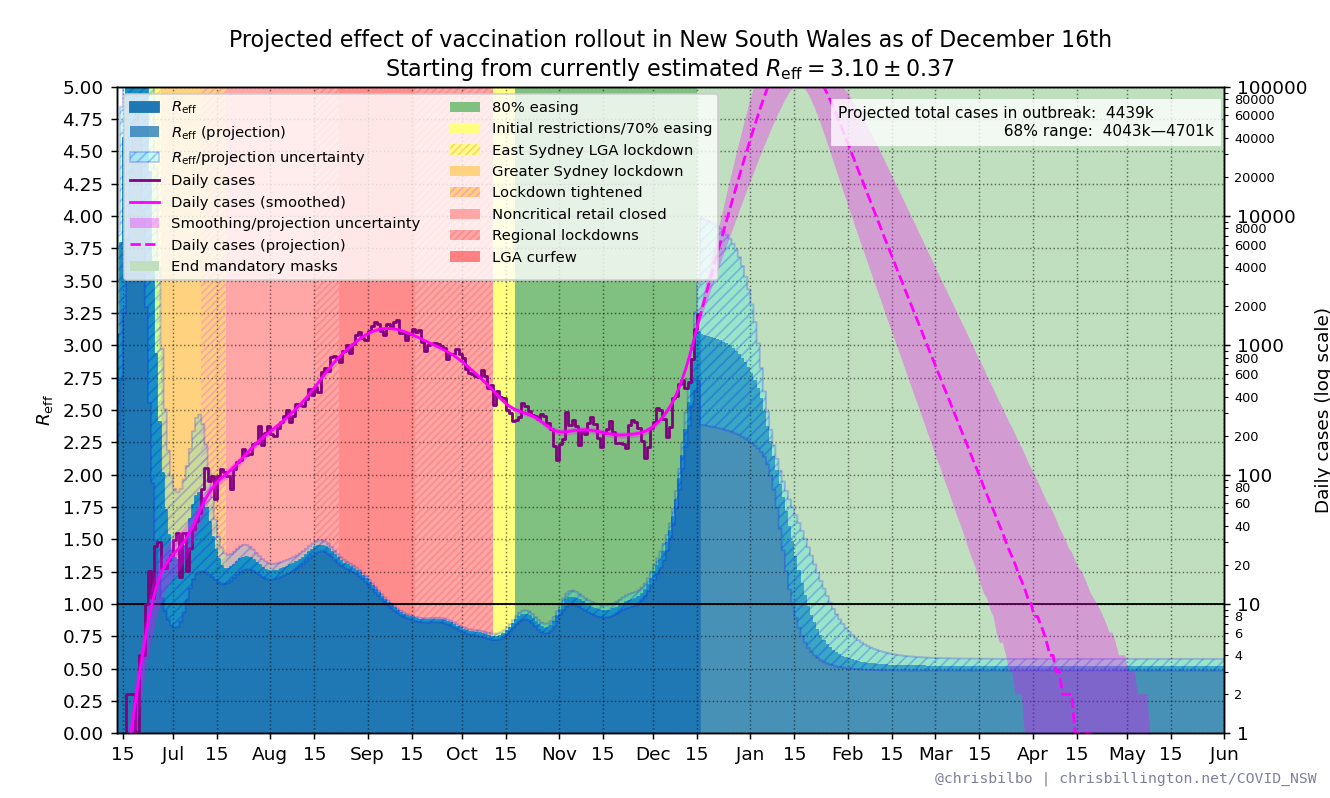 Projected effect of vaccination rollout in New South Wales as of December 16th
Starting from currently estimated R_eff = 3.10 ± 0.37
R_eff
R_eff (projection)
R_eff/projection uncertainty
Daily cases
Daily cases (smoothed)
Smoothing/projection uncertainty
Daily cases (projection)
End mandatory masks
80% easing
Initial restrictions/70% easing
East Sydney LGA lockdown
Greater Sydney lockdown
Lockdown tightened
Noncritical retail closed
Regional lockdowns
LGA curfew
Projected total cases in outbreak: 4439k
68% range: 4043k—4701k
R_eff
5.00
4.75
4.50
4.25
4.00
3.75
3.50
3.25
3.00
2.75
2.50
2.25
2.00
1.75
1.50
1.25
1.00
0.75
0.50
0.25
0.00
15 Jul 15 Aug 15 Sep 15 Oct 15 Nov 15 Dec 15 Jan 15 Feb 15 Mar 15 Apr 15 May 15 Jun
100000
80000
60000
40000
20000
10000
8000
6000
4000
2000
1000
800
600
400
200
100
80
60
40
20
10
8
6
4
2
1
Daily cases (log scale)
@chrisbilbo | chrisbillington.net/COVID_NSW